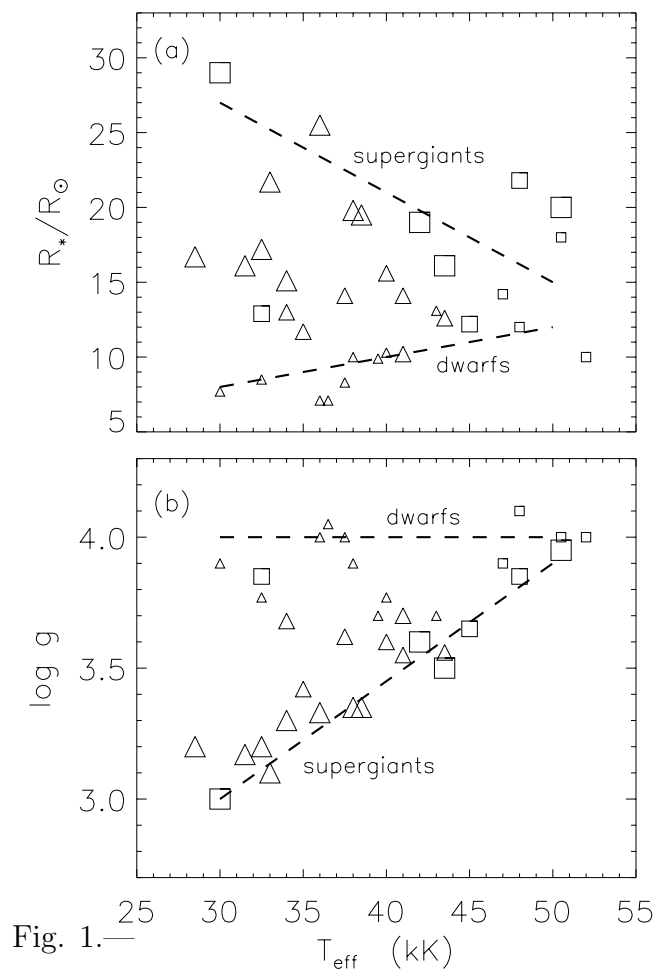 (a)
30
25
20
15
10
5
R*/R☉
supergiants
dwarfs
(b)
4.0
3.5
3.0
log g
dwarfs
supergiants
25 30 35 40 45 50 55
T_eff (kK)
Fig. 1.—